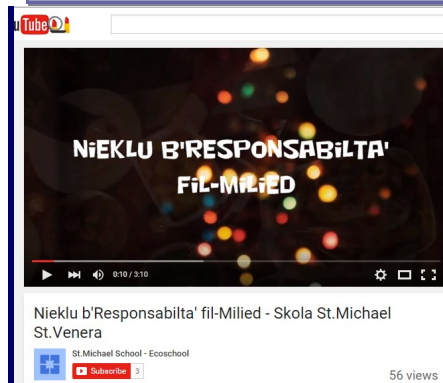 uTube
NiEKLU B'RESPONSABiLTA'
FiL-MiLiED
0:10 / 3:10
Nieklu b'Responsabilta' fil-Milied - Skola St.Michael
St.Venera
St.Michael School - Ecoschool
Subscribe 3
56 views